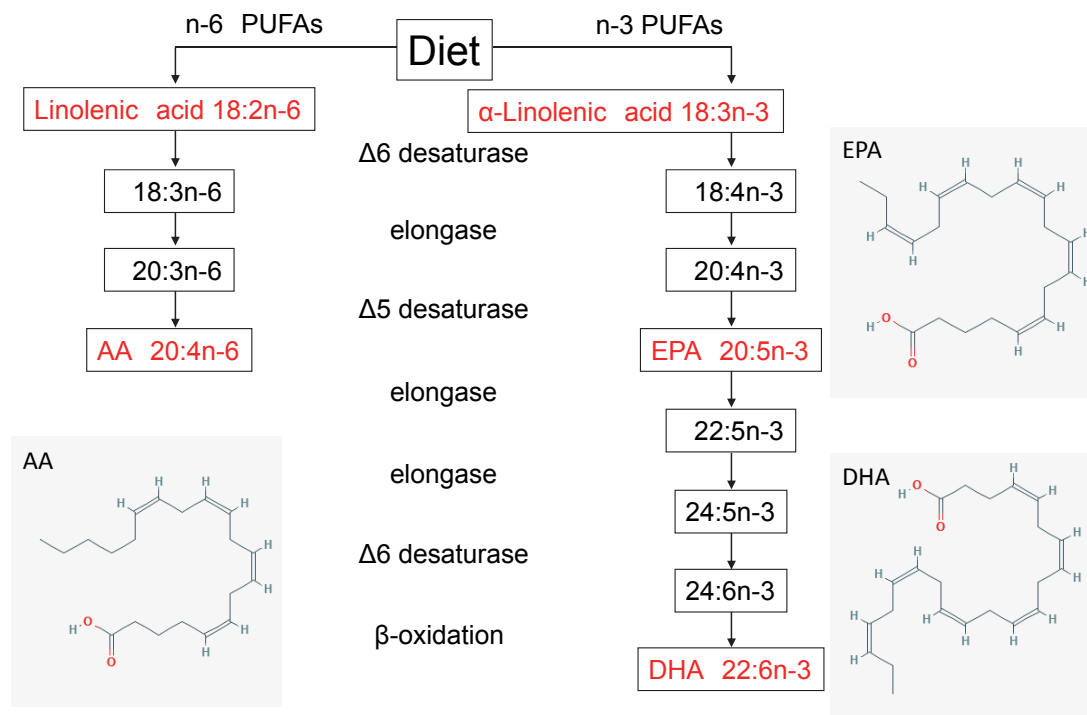 n-6 PUFAs
Diet
n-3 PUFAs
Linolenic acid 18:2n-6
α-Linolenic acid 18:3n-3
Δ6 desaturase
18:3n-6
18:4n-3
elongase
20:3n-6
20:4n-3
Δ5 desaturase
AA 20:4n-6
EPA 20:5n-3
elongase
22:5n-3
elongase
24:5n-3
Δ6 desaturase
24:6n-3
β-oxidation
DHA 22:6n-3
EPA
H
H
H
H
H
H
H
H
H
H
H
O
O
AA
H
H
H
H
H
H
H
H
H
O
O
DHA
H
O
O
H
H
H
H
H
H
H
H
H
H
H
H